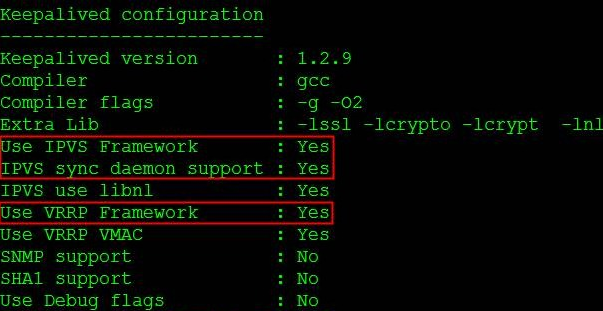 Keepalived configuration
------------------------
Keepalived version       : 1.2.9
Compiler                 : gcc
Compiler flags           : -g -O2
Extra Lib                : -lssl -lcrypto -lcrypt  -lnl
Use IPVS Framework       : Yes
IPVS sync daemon support : Yes
IPVS use libnl           : Yes
Use VRRP Framework       : Yes
Use VRRP VMAC            : Yes
SNMP support             : No
SHA1 support             : No
Use Debug flags          : No